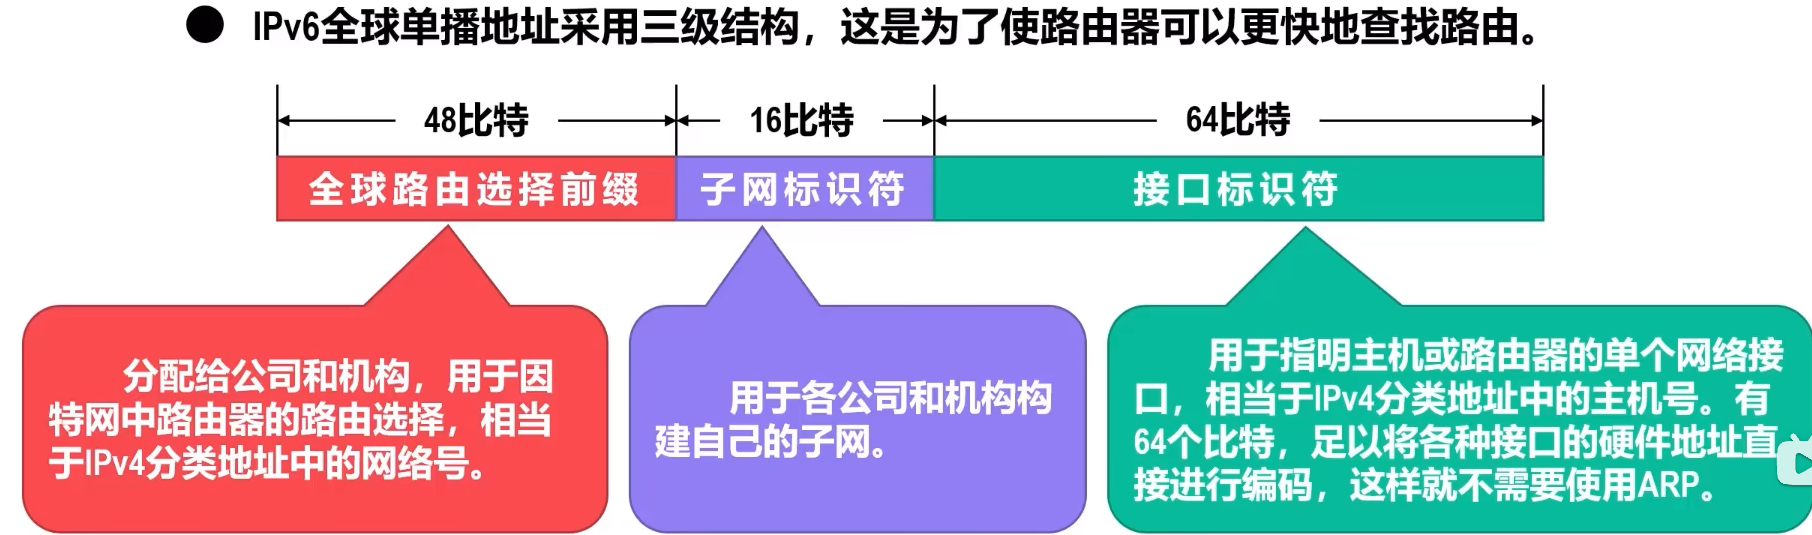 ● IPv6全球单播地址采用三级结构，这是为了使路由器可以更快地查找路由。
48比特
16比特
64比特
全球路由选择前缀
子网标识符
接口标识符
分配给公司和机构，用于因
特网中路由器的路由选择，相当
于IPv4分类地址中的网络号。
用于各公司和机构构
建自己的子网。
用于指明主机或路由器的单个网络接
口，相当于IPv4分类地址中的主机号。有
64个比特，足以将各种接口的硬件地址直
接进行编码，这样就不需要使用ARP。